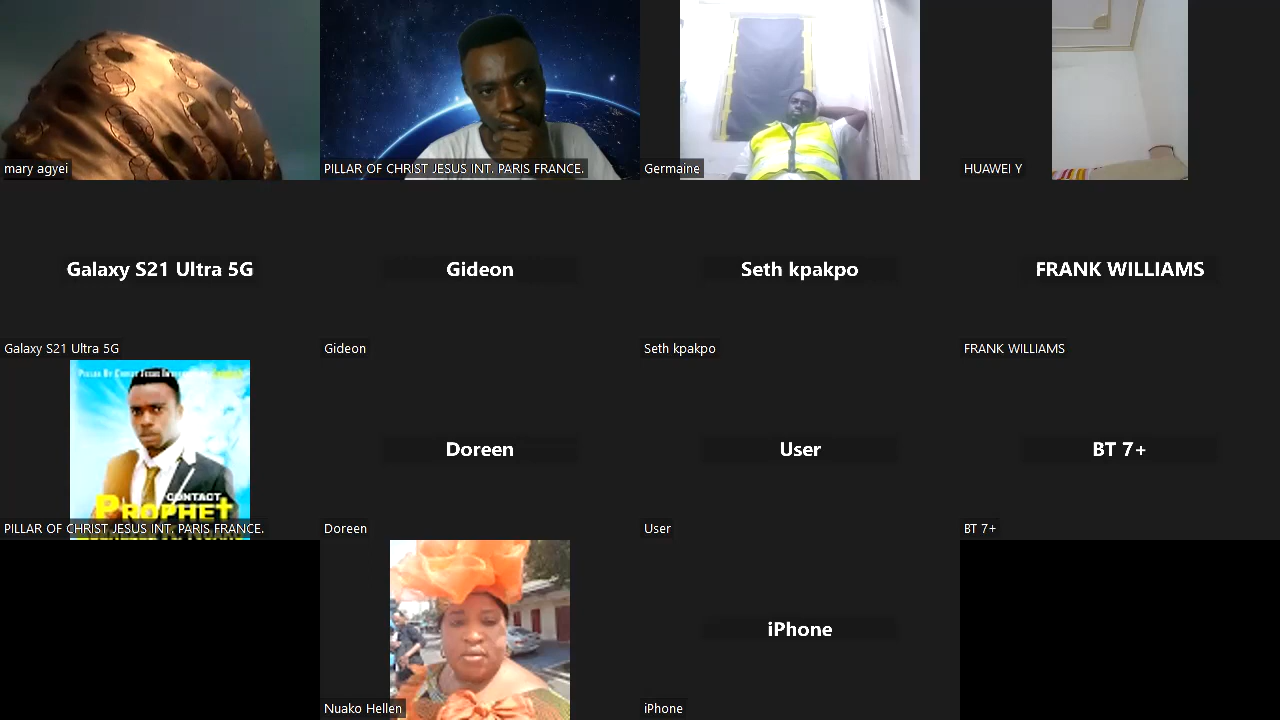 mary agyei
PILLAR OF CHRIST JESUS INT. PARIS FRANCE.
Germaine
HUAWEI Y
Galaxy S21 Ultra 5G
Gideon
Seth kpakpo
FRANK WILLIAMS
Galaxy S21 Ultra 5G
Gideon
Seth kpakpo
FRANK WILLIAMS
CONTACT
PROPHET
PILLAR OF CHRIST JESUS INT. PARIS FRANCE.
Doreen
User
BT 7+
Doreen
User
BT 7+
Nuako Hellen
iPhone
iPhone